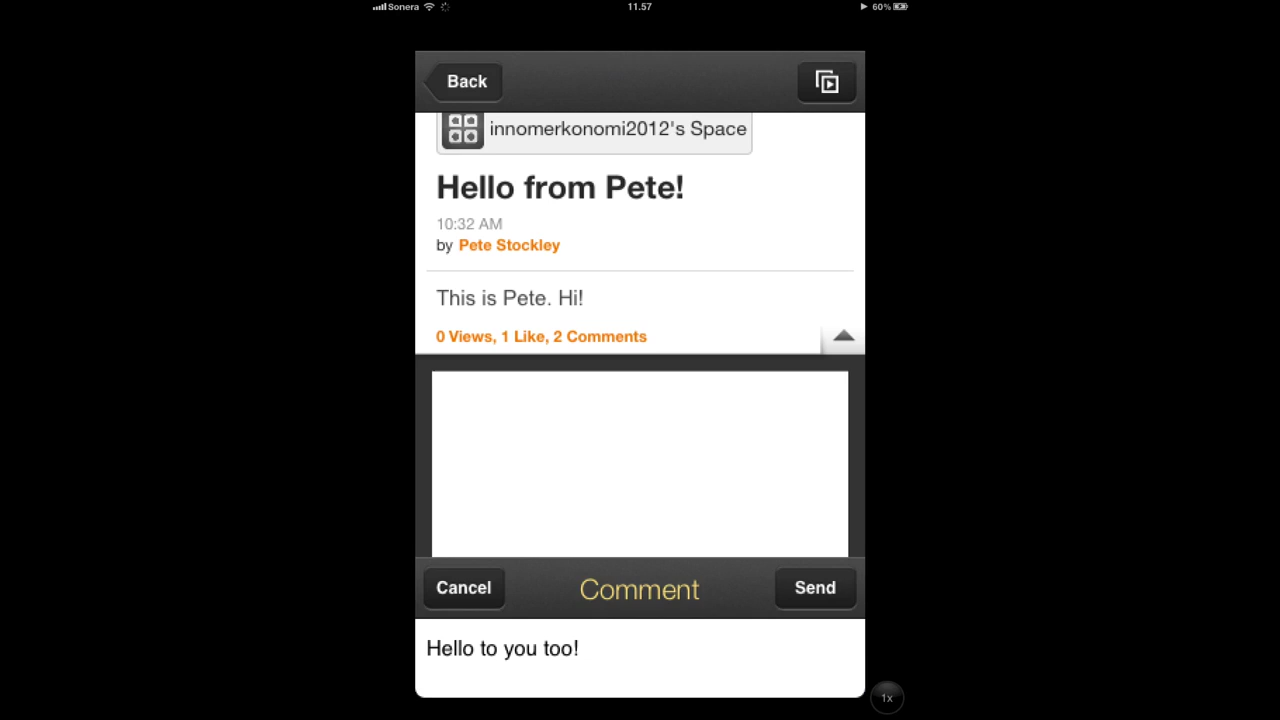 Sonera 11.57 60%
Back
innomerkonomi2012's Space
Hello from Pete!
10:32 AM
by Pete Stockley
This is Pete. Hi!
0 Views, 1 Like, 2 Comments
Cancel Comment Send
Hello to you too!
1x